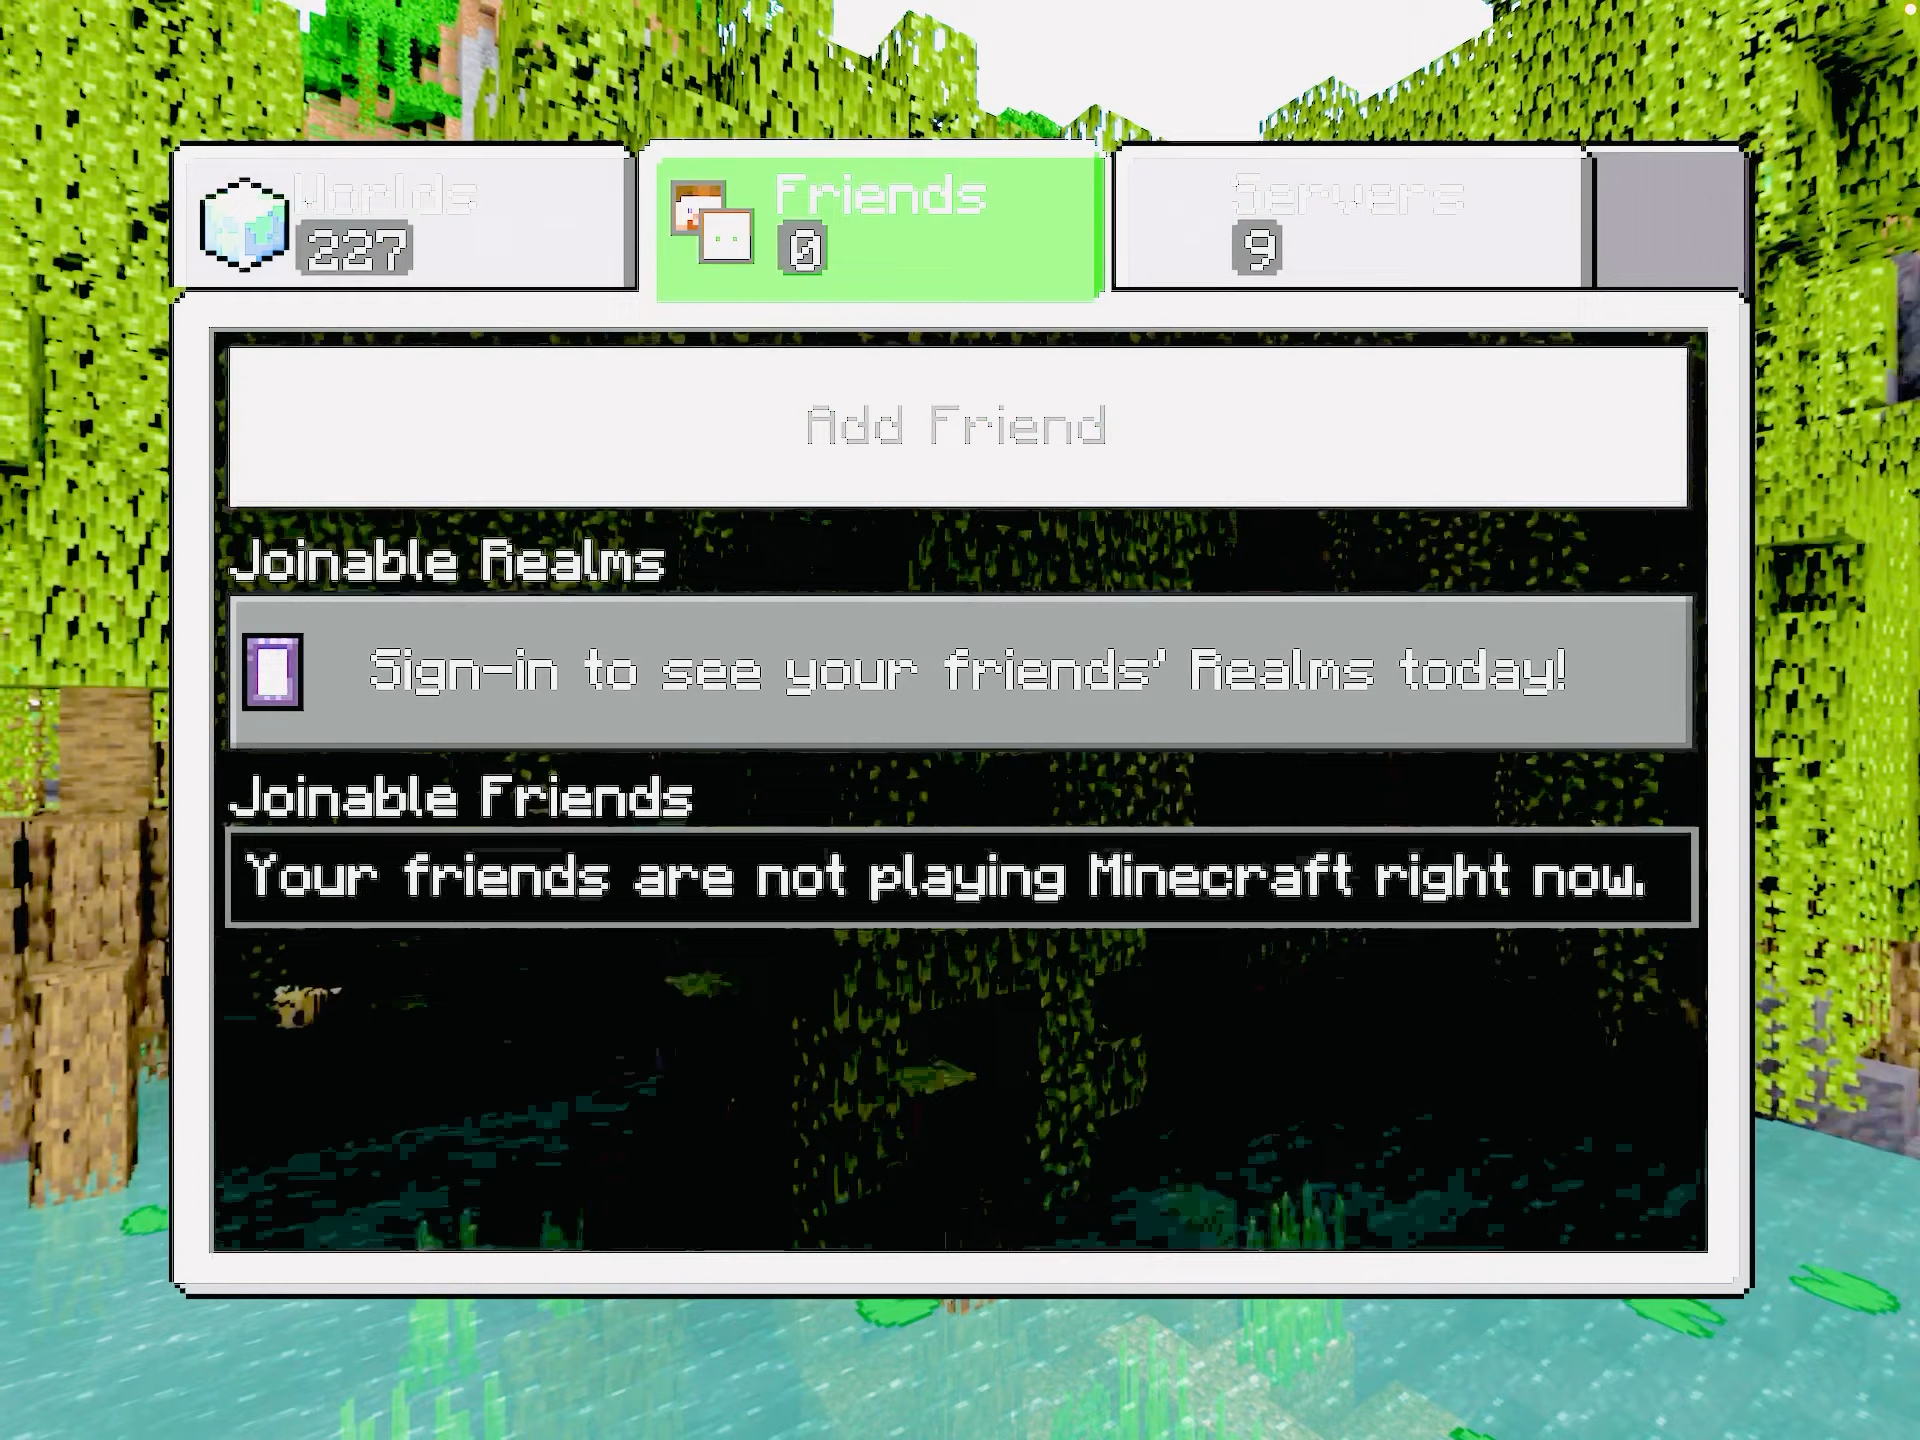 Worlds
227
Friends
0
Servers
9
Add Friend
Joinable Realms
Sign-in to see your friends' Realms today!
Joinable Friends
Your friends are not playing Minecraft right now.